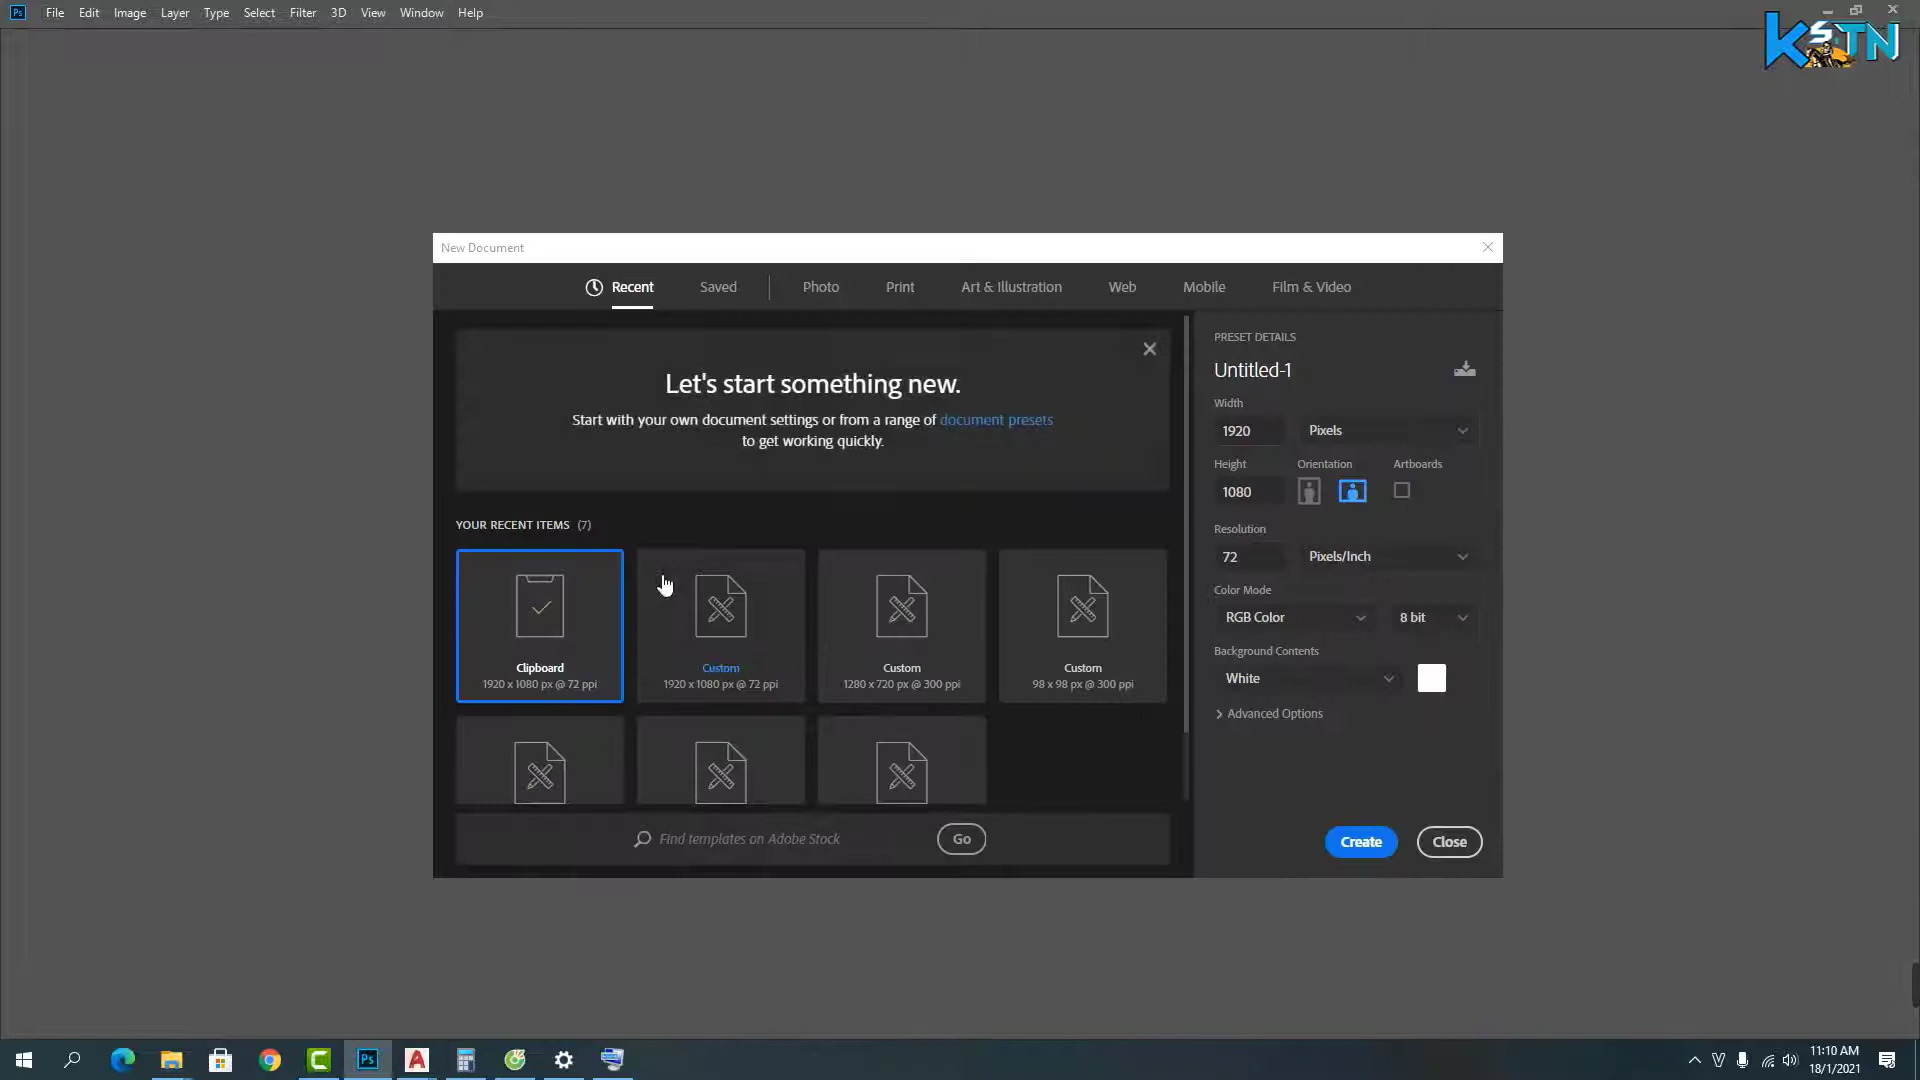 Ps File Edit Image Layer Type Select Filter 3D View Window Help
KSTN
New Document
Recent Saved Photo Print Art & Illustration Web Mobile Film & Video
Let's start something new.
Start with your own document settings or from a range of document presets
to get working quickly.
YOUR RECENT ITEMS (7)
Clipboard
1920 x 1080 px @ 72 ppi
Custom
1920 x 1080 px @ 72 ppi
Custom
1280 x 720 px @ 300 ppi
Custom
98 x 98 px @ 300 ppi
Find templates on Adobe Stock
Go
PRESET DETAILS
Untitled-1
Width
1920 Pixels
Height Orientation Artboards
1080
Resolution
72 Pixels/Inch
Color Mode
RGB Color 8 bit
Background Contents
White
Advanced Options
Create Close
Ps
11:10 AM
18/1/2021